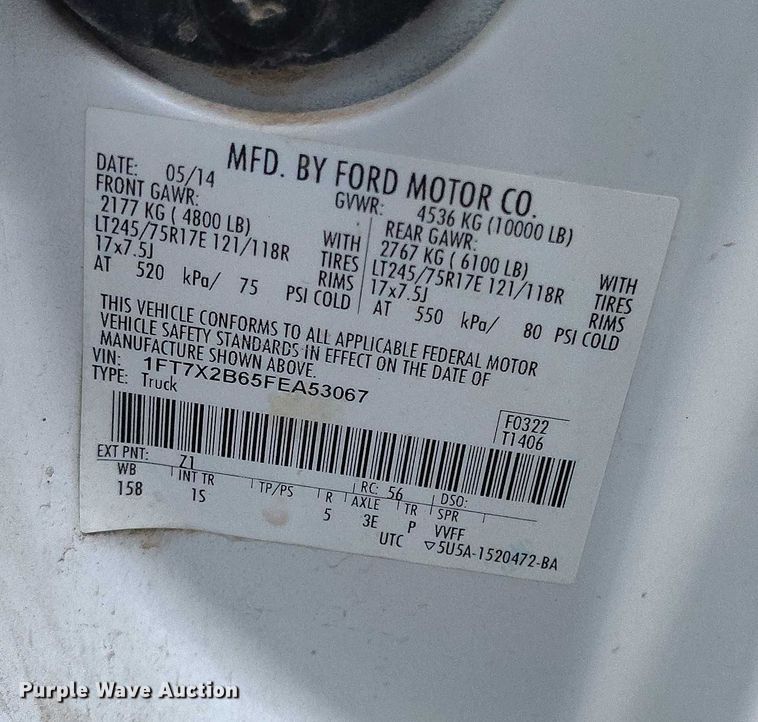 MFD. BY FORD MOTOR CO.
DATE: 05/14 GVWR: 4536 KG (10000 LB)
FRONT GAWR: REAR GAWR:
2177 KG ( 4800 LB) WITH 2767 KG ( 6100 LB) WITH
LT245/75R17E 121/118R TIRES LT245/75R17E 121/118R TIRES
17x7.5J RIMS 17x7.5J RIMS
AT 520 kPa/ 75 PSI COLD AT 550 kPa/ 80 PSI COLD
THIS VEHICLE CONFORMS TO ALL APPLICABLE FEDERAL MOTOR
VEHICLE SAFETY STANDARDS IN EFFECT ON THE DATE OF
MANUFACTURE SHOWN ABOVE.
VIN: 1FT7X2B65FEA53067
TYPE: Truck
F0322
T1406
EXT PNT: Z1 RC: 56 DSO:
WB INT TR TP/PS R AXLE TR SPR
158 1S 5 3E P VVFF
UTC ▽5U5A-1520472-BA
Purple Wave Auction